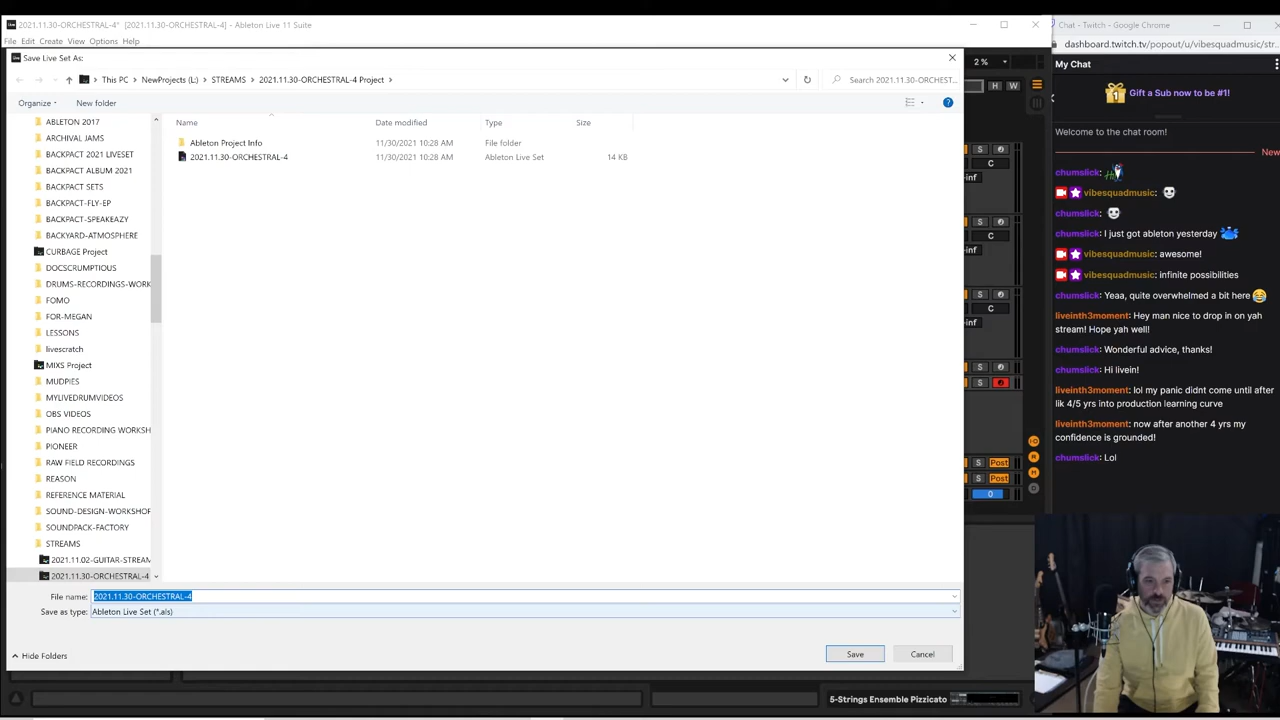 2021.11.30-ORCHESTRAL-4* [2021.11.30-ORCHESTRAL-4] - Ableton Live 11 Suite
File Edit Create View Options Help
Save Live Set As:
This PC > NewProjects (L:) > STREAMS > 2021.11.30-ORCHESTRAL-4 Project >
Search 2021.11.30-ORCHEST...
Organize
New folder
Name
Date modified
Type
Size
Ableton Project Info
11/30/2021 10:28 AM
File folder
2021.11.30-ORCHESTRAL-4
11/30/2021 10:28 AM
Ableton Live Set
14 KB
ABLETON 2017
ARCHIVAL JAMS
BACKPACT 2021 LIVESET
BACKPACT ALBUM 2021
BACKPACT SETS
BACKPACT-FLY-EP
BACKPACT-SPEAKEAZY
BACKYARD-ATMOSPHERE
CURBAGE Project
DOCSCRUMPTIOUS
DRUMS-RECORDINGS-WORK
FOMO
FOR-MEGAN
LESSONS
livescratch
MIXS Project
MUDPIES
MYLIVEDRUMVIDEOS
OBS VIDEOS
PIANO RECORDING WORKSH
PIONEER
RAW FIELD RECORDINGS
REASON
REFERENCE MATERIAL
SOUND-DESIGN-WORKSHOP
SOUNDPACK-FACTORY
STREAMS
2021.11.02-GUITAR-STREAM
2021.11.30-ORCHESTRAL-4
File name: 2021.11.30-ORCHESTRAL-4
Save as type: Ableton Live Set (*.als)
Hide Folders
Save
Cancel
2 %
H W
S
C
-inf
S
C
-inf
S
C
-inf
S
S
S Post
S Post
0
I-O
R
M
D
5-Strings Ensemble Pizzicato
Chat - Twitch - Google Chrome
dashboard.twitch.tv/popout/u/vibesquadmusic/str...
My Chat
1 Gift a Sub now to be #1!
Welcome to the chat room!
New
chumslick: Hi
vibesquadmusic:
chumslick:
chumslick: I just got ableton yesterday
vibesquadmusic: awesome!
vibesquadmusic: infinite possibilities
chumslick: Yeaa, quite overwhelmed a bit here
liveinth3moment: Hey man nice to drop in on yah
stream! Hope yah well!
chumslick: Wonderful advice, thanks!
chumslick: Hi livein!
liveinth3moment: lol my panic didnt come until after
lik 4/5 yrs into production learning curve
liveinth3moment: now after another 4 yrs my
confidence is grounded!
chumslick: Lol